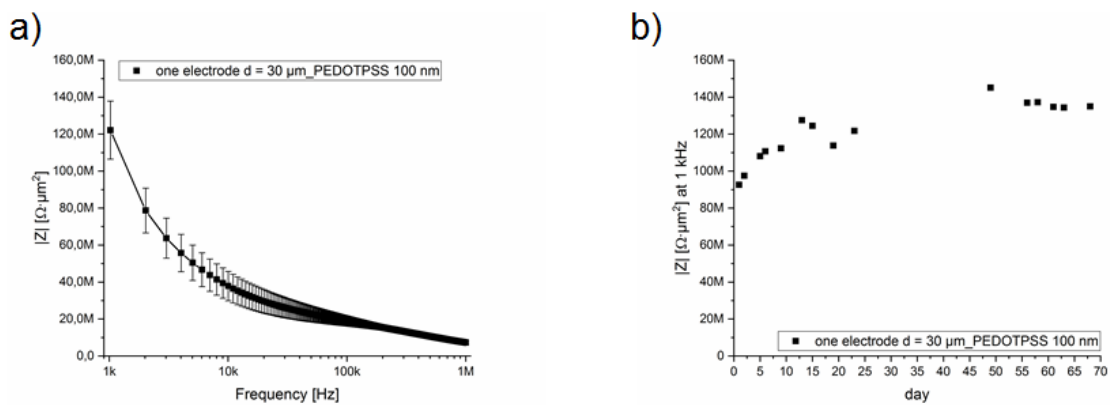 a)
160,0M
140,0M
120,0M
100,0M
80,0M
60,0M
40,0M
20,0M
0,0
|Z| [Ω·µm²]
one electrode d = 30 µm_PEDOTPSS 100 nm
1k
10k
100k
1M
Frequency [Hz]
b)
160M
140M
120M
100M
80M
60M
40M
20M
0
|Z| [Ω·µm²] at 1 kHz
one electrode d = 30 µm_PEDOTPSS 100 nm
0 5 10 15 20 25 30 35 40 45 50 55 60 65 70
day